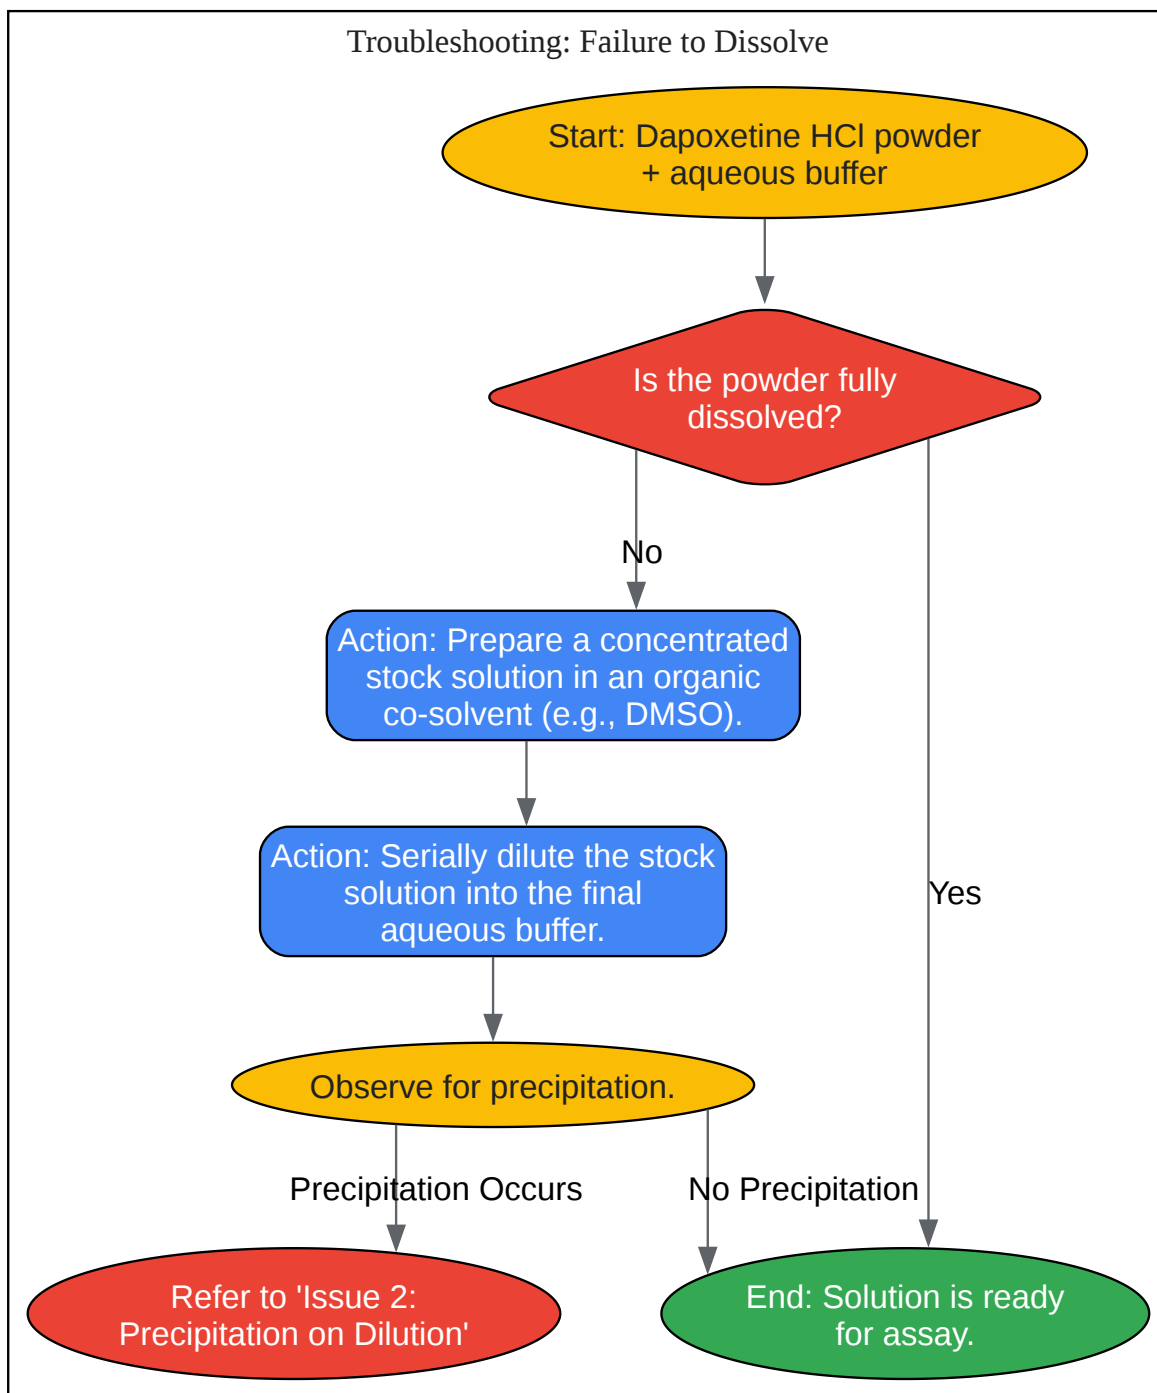 Troubleshooting: Failure to Dissolve
Start: Dapoxetine HCl powder
+ aqueous buffer
Is the powder fully
dissolved?
No
Action: Prepare a concentrated
stock solution in an organic
co-solvent (e.g., DMSO).
Action: Serially dilute the stock
solution into the final
aqueous buffer.
Yes
Observe for precipitation.
Precipitation Occurs
No Precipitation
Refer to 'Issue 2:
Precipitation on Dilution'
End: Solution is ready
for assay.